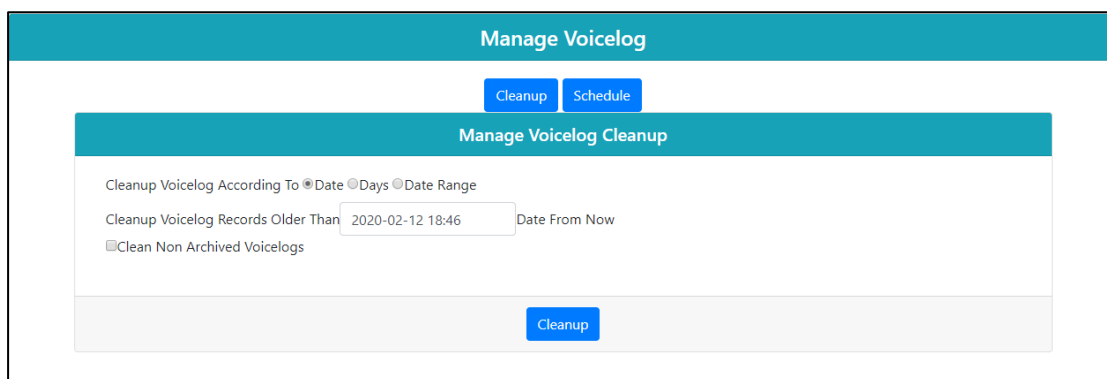 Manage Voicelog
Cleanup Schedule
Manage Voicelog Cleanup
Cleanup Voicelog According To Date Days Date Range
Cleanup Voicelog Records Older Than 2020-02-12 18:46 Date From Now
Clean Non Archived Voicelogs
Cleanup